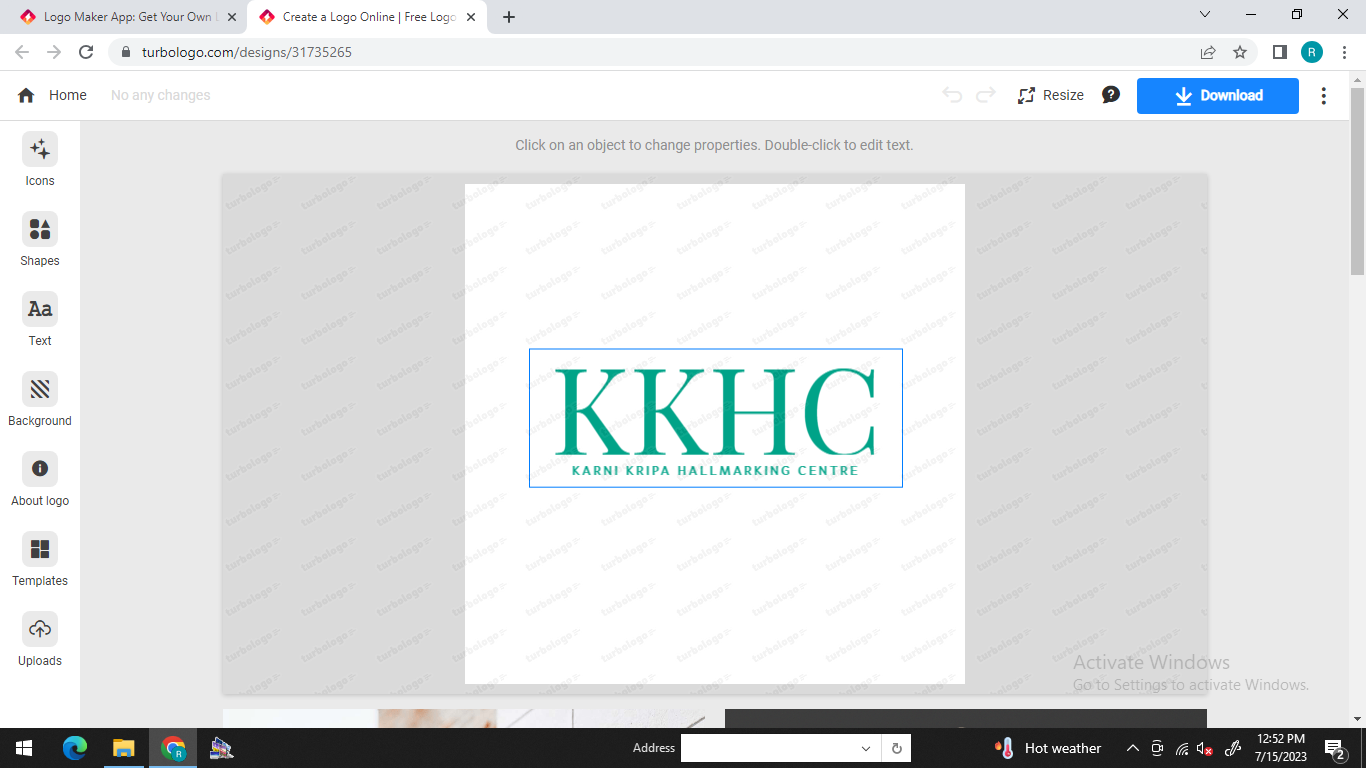 Logo Maker App: Get Your Own
Create a Logo Online | Free Logo
turbologo.com/designs/31735265
R
Home
No any changes
Resize
Download
Click on an object to change properties. Double-click to edit text.
Icons
Shapes
Aa
Text
Background
About logo
Templates
Uploads
turbologo
KKHC
KARNI KRIPA HALLMARKING CENTRE
Activate Windows
Go to Settings to activate Windows.
Address
Hot weather
12:52 PM
7/15/2023
2